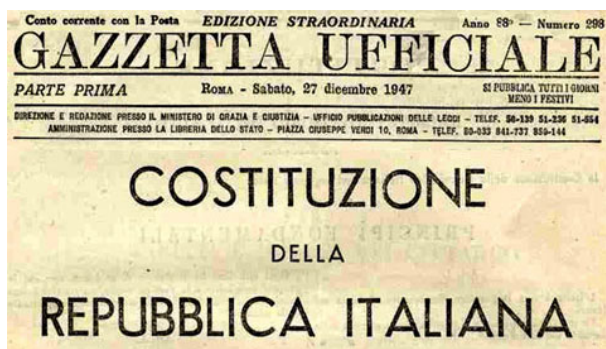 Conto corrente con la Posta EDIZIONE STRAORDINARIA Anno 88° — Numero 298
GAZZETTA UFFICIALE
PARTE PRIMA ROMA - Sabato, 27 dicembre 1947 SI PUBBLICA TUTTI I GIORNI
MENO I FESTIVI
DIREZIONE E REDAZIONE PRESSO IL MINISTERO DI GRAZIA E GIUSTIZIA - UFFICIO PUBBLICAZIONI DELLE LEGGI - TELEF. 50-139 51-236 51-554
AMMINISTRAZIONE PRESSO LA LIBRERIA DELLO STATO - PIAZZA GIUSEPPE VERDI 10, ROMA - TELEF. 80-033 841-737 850-144
COSTITUZIONE
DELLA
REPUBBLICA ITALIANA